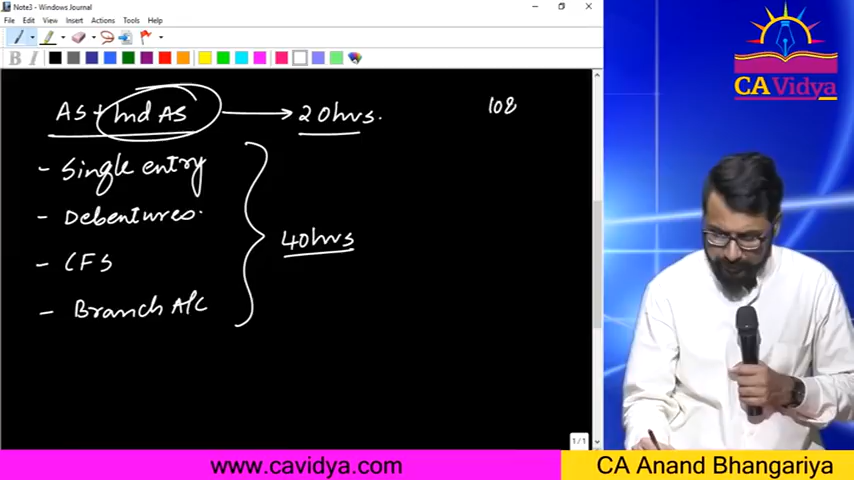 Note3 - Windows Journal
File Edit View Insert Actions Tools Help
B I
AS + Ind AS → 20hrs. 108
- Single entry
- Debentures.
- CFS
- Branch A/c
40hrs
1/1
CA Vidya
www.cavidya.com
CA Anand Bhangariya